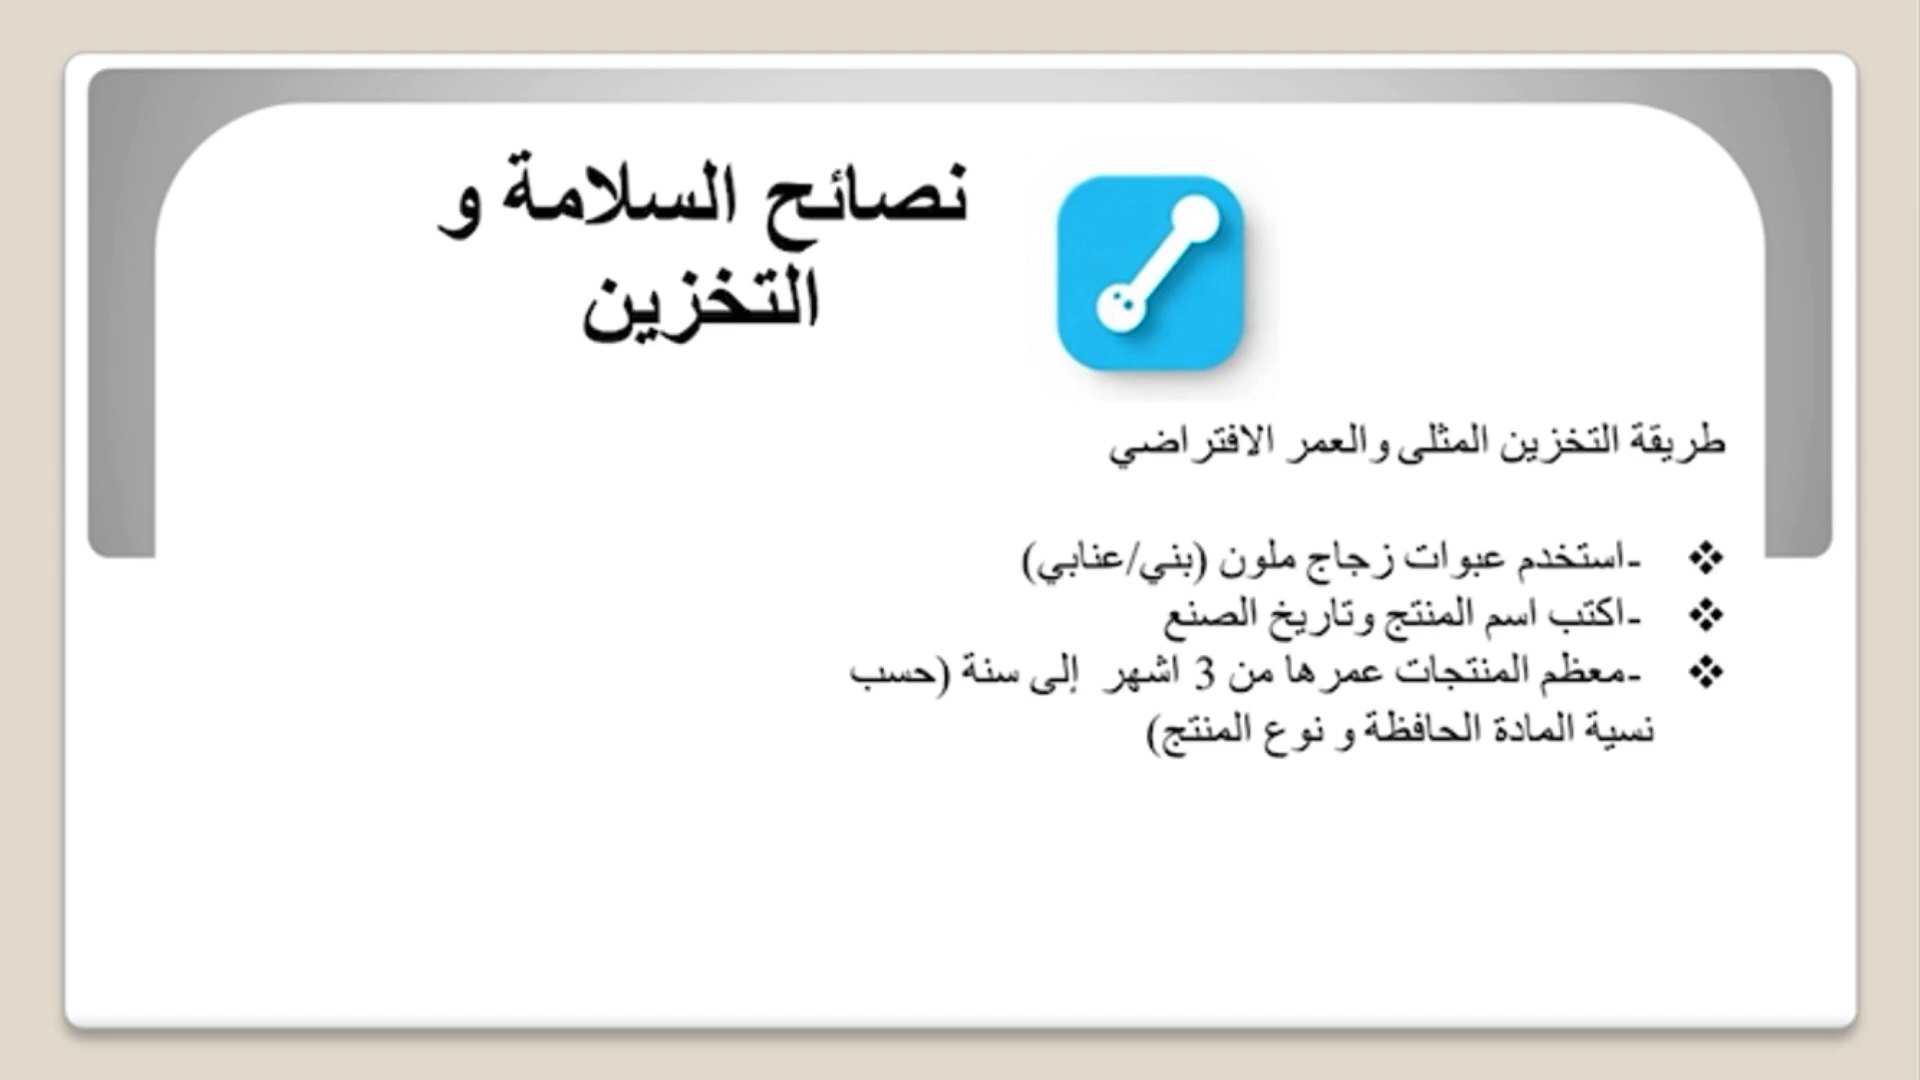 نصائح السلامة و
التخزين
طريقة التخزين المثلى والعمر الافتراضي
❖ -استخدم عبوات زجاج ملون (بني/عنابي)
❖ -اكتب اسم المنتج وتاريخ الصنع
❖ -معظم المنتجات عمرها من 3 اشهر إلى سنة (حسب
نسية المادة الحافظة و نوع المنتج)